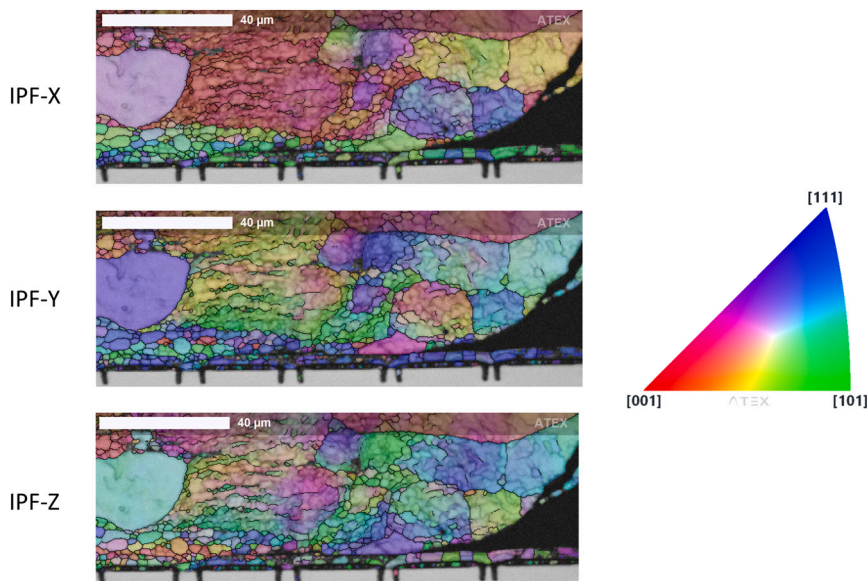 40 µm
ATEX
IPF-X
40 µm
ATEX
IPF-Y
40 µm
ATEX
IPF-Z
[111]
[001]
ATEX
[101]